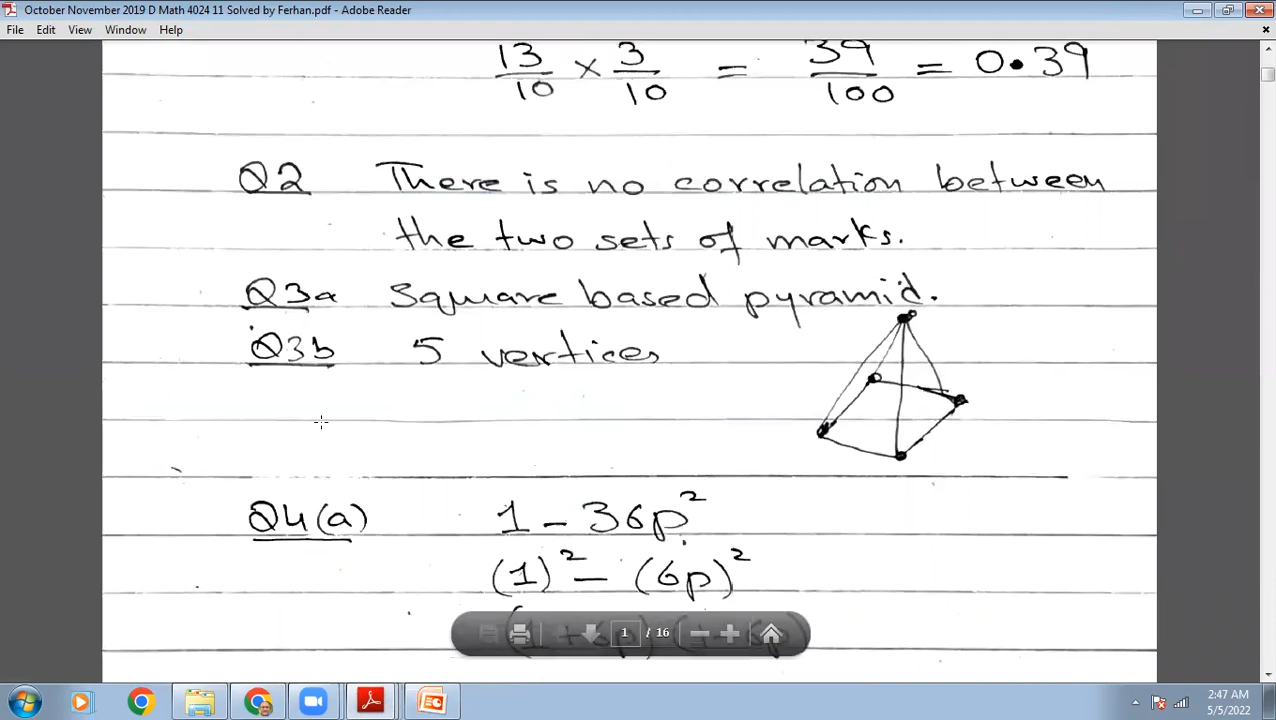 October November 2019 D Math 4024 11 Solved by Ferhan.pdf - Adobe Reader
File Edit View Window Help
13/10 × 3/10 = 39/100 = 0.39
Q2 There is no correlation between
the two sets of marks.
Q3a Square based pyramid.
Q3b 5 vertices
Q4(a) 1 - 36p²
(1)² - (6p)²
1 / 16
2:47 AM
5/5/2022